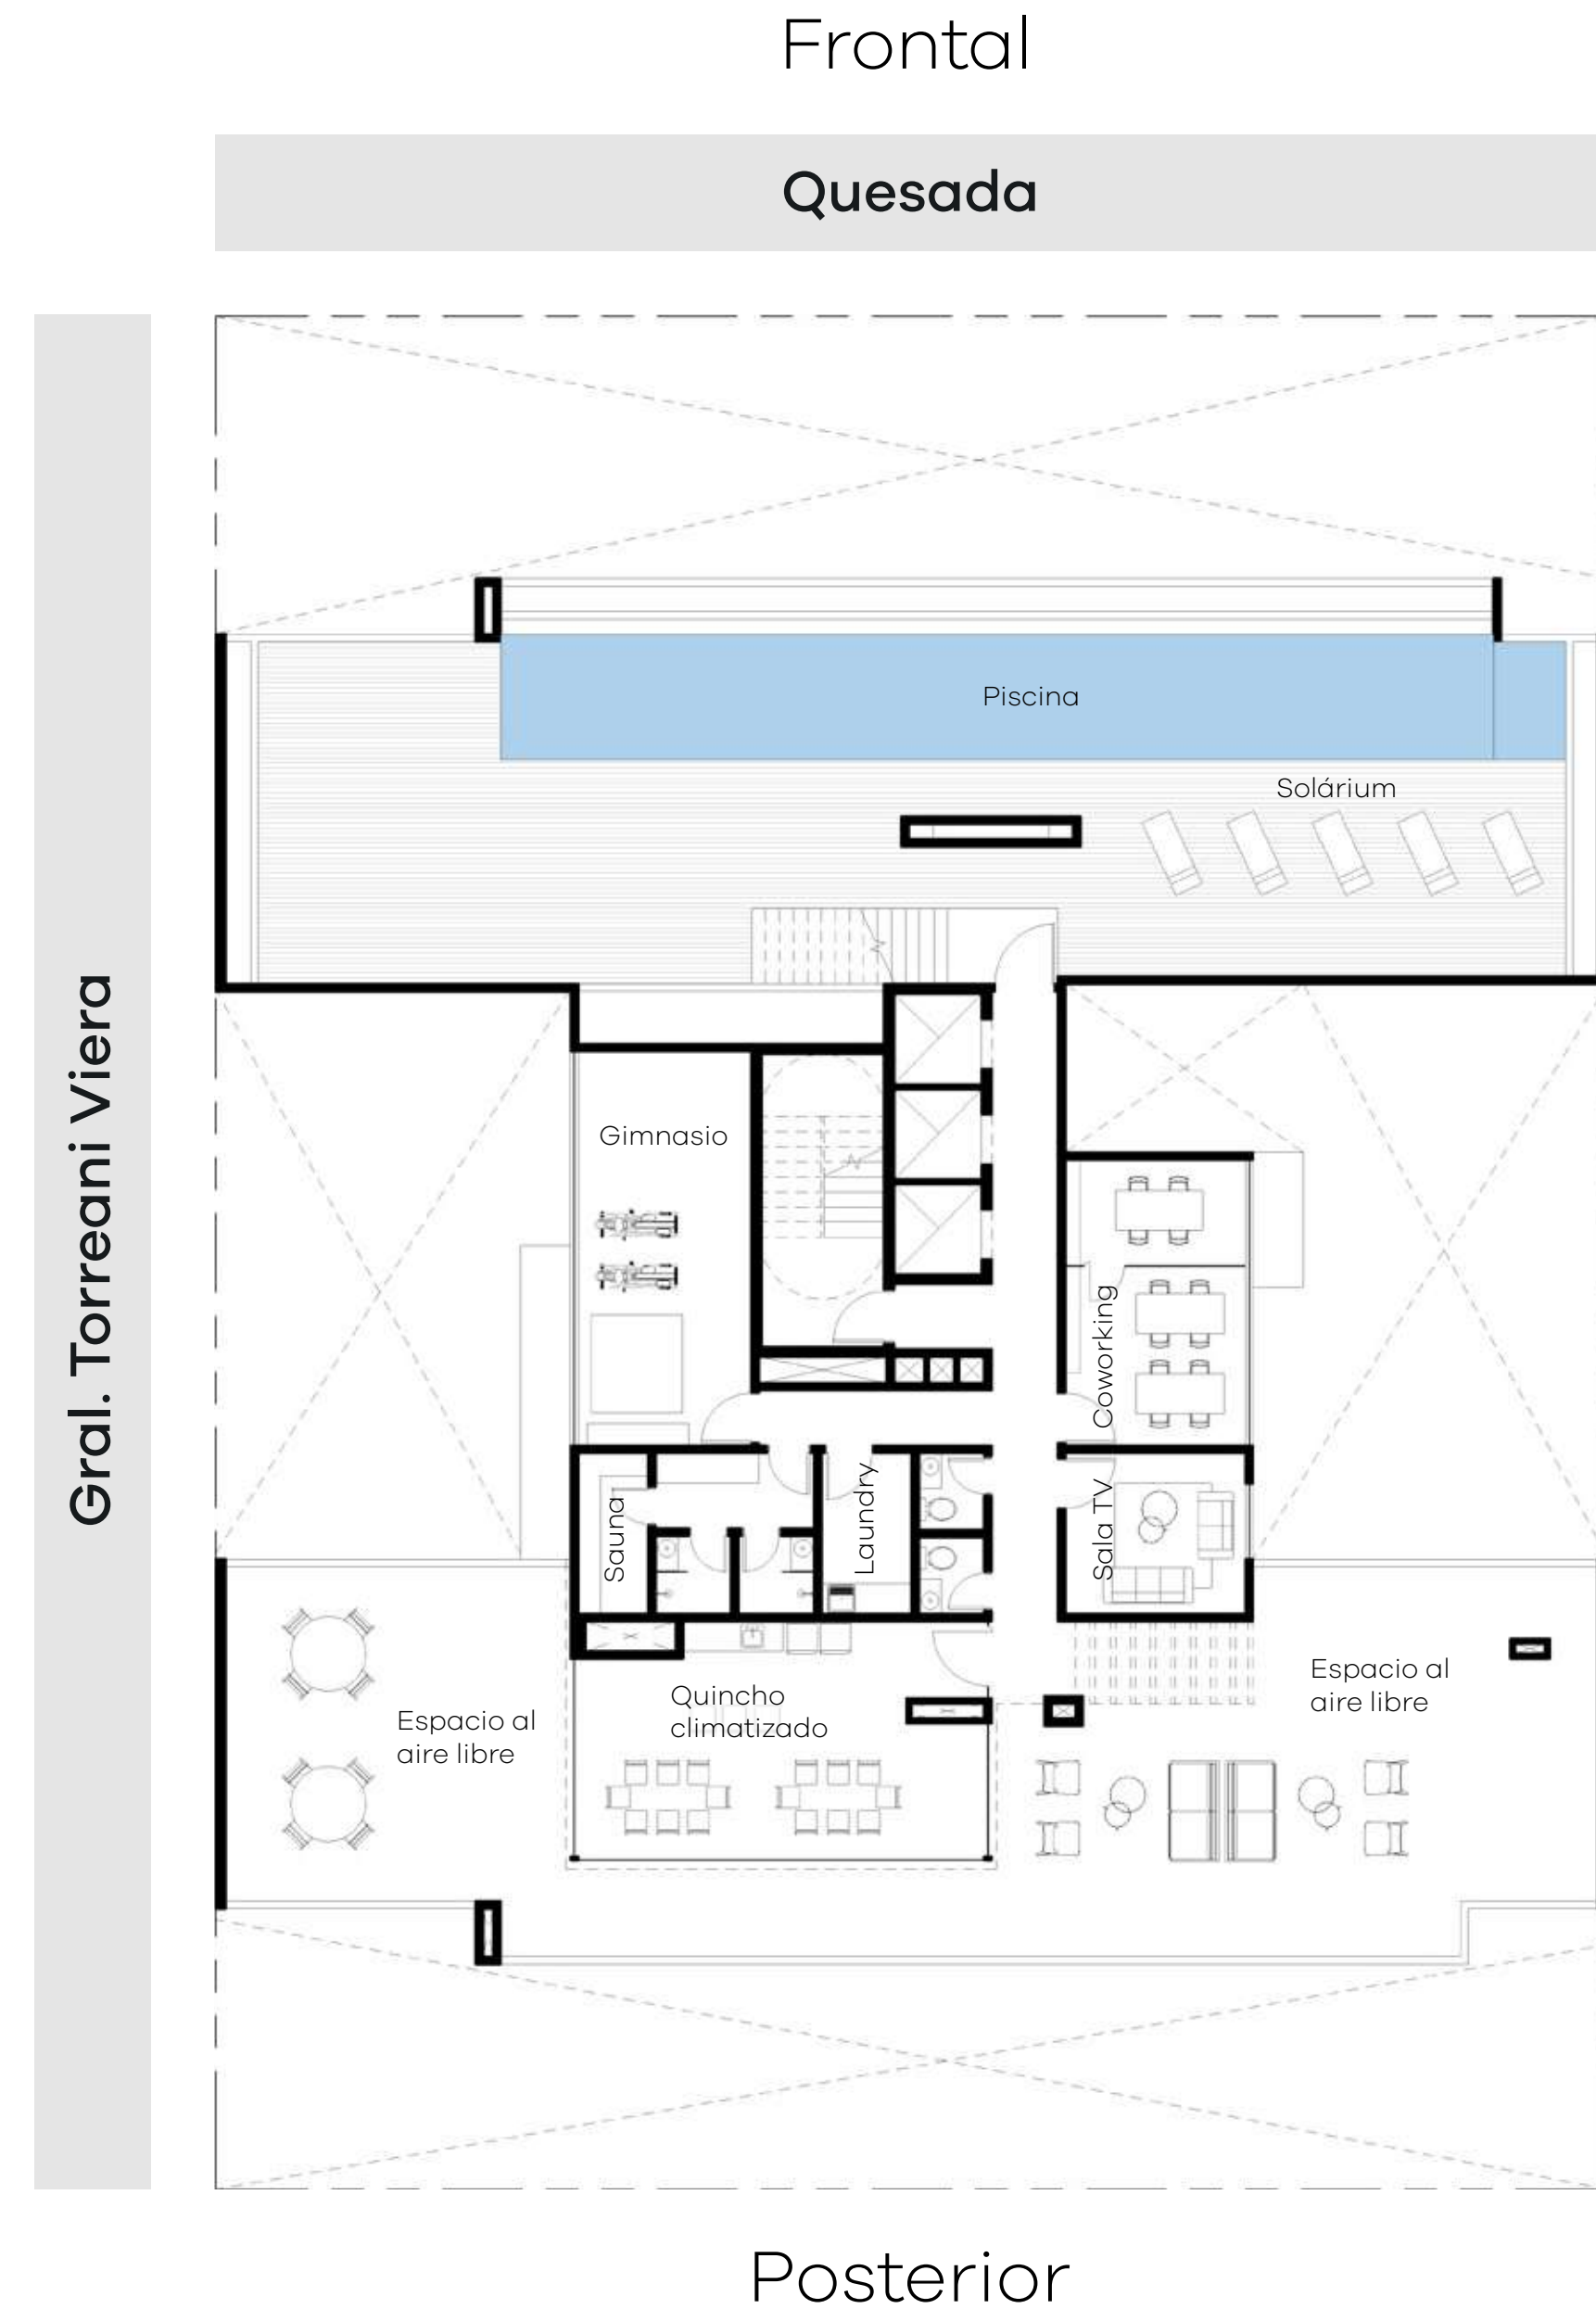 Frontal
Quesada
Gral. Torreani Viera
Piscina
Solárium
Gimnasio
Coworking
Sauna
Laundry
Sala TV
Quincho
climatizado
Espacio al
aire libre
Espacio al
aire libre
Posterior